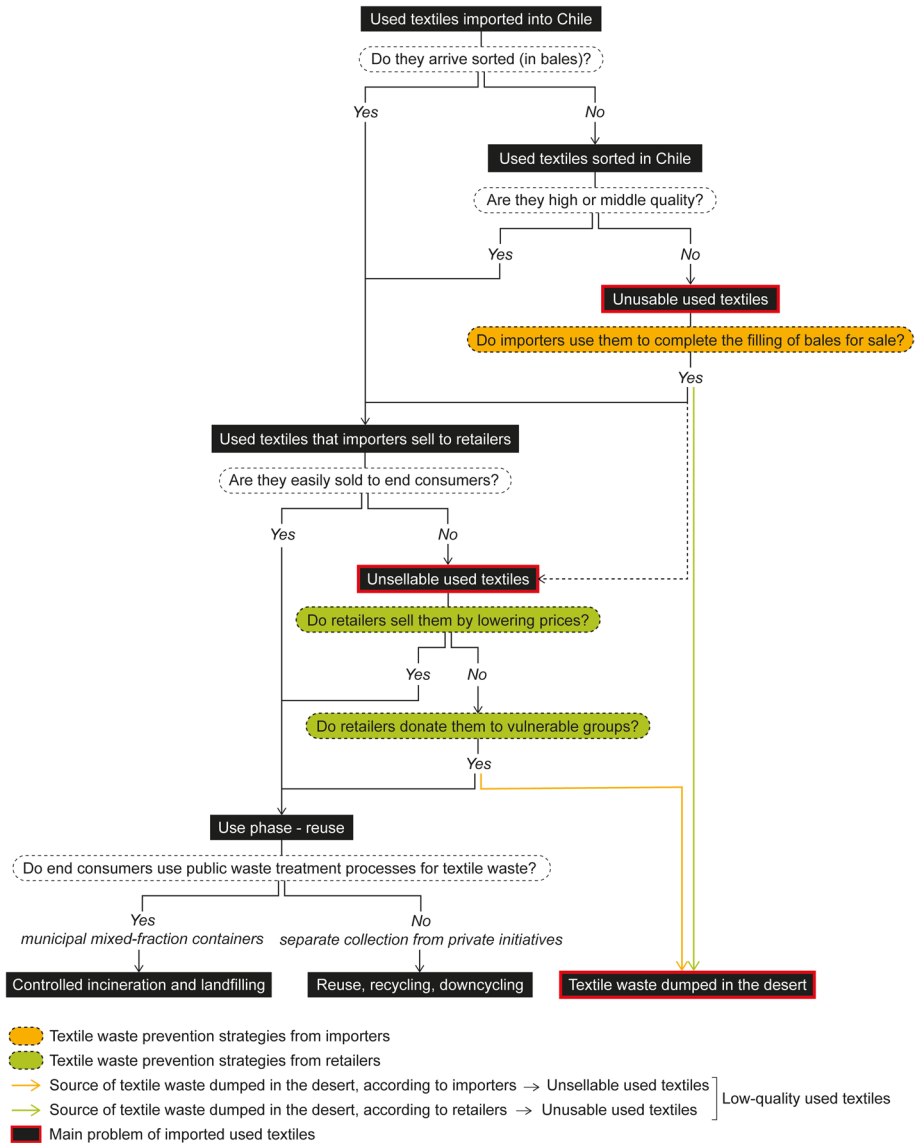 Used textiles imported into Chile
Do they arrive sorted (in bales)?
Yes
No
Used textiles sorted in Chile
Are they high or middle quality?
Yes
No
Unusable used textiles
Do importers use them to complete the filling of bales for sale?
Yes
Used textiles that importers sell to retailers
Are they easily sold to end consumers?
Yes
No
Unsellable used textiles
Do retailers sell them by lowering prices?
Yes
No
Do retailers donate them to vulnerable groups?
Yes
Use phase - reuse
Do end consumers use public waste treatment processes for textile waste?
Yes
municipal mixed-fraction containers
No
separate collection from private initiatives
Controlled incineration and landfilling
Reuse, recycling, downcycling
Textile waste dumped in the desert
Textile waste prevention strategies from importers
Textile waste prevention strategies from retailers
Source of textile waste dumped in the desert, according to importers → Unsellable used textiles
Source of textile waste dumped in the desert, according to retailers → Unusable used textiles
Low-quality used textiles
Main problem of imported used textiles